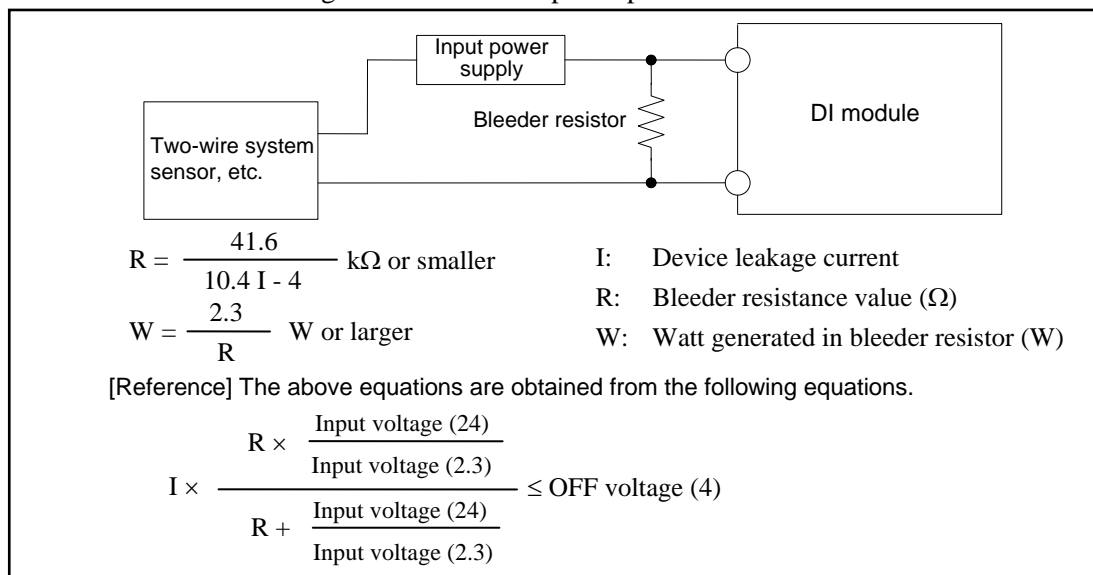 Input power
supply
Bleeder resistor
DI module
Two-wire system
sensor, etc.
R = 41.6 / 10.4 I - 4 kΩ or smaller
W = 2.3 / R W or larger
I: Device leakage current
R: Bleeder resistance value (Ω)
W: Watt generated in bleeder resistor (W)
[Reference] The above equations are obtained from the following equations.
I × R × Input voltage (24) / Input voltage (2.3) / R + Input voltage (24) / Input voltage (2.3) ≤ OFF voltage (4)